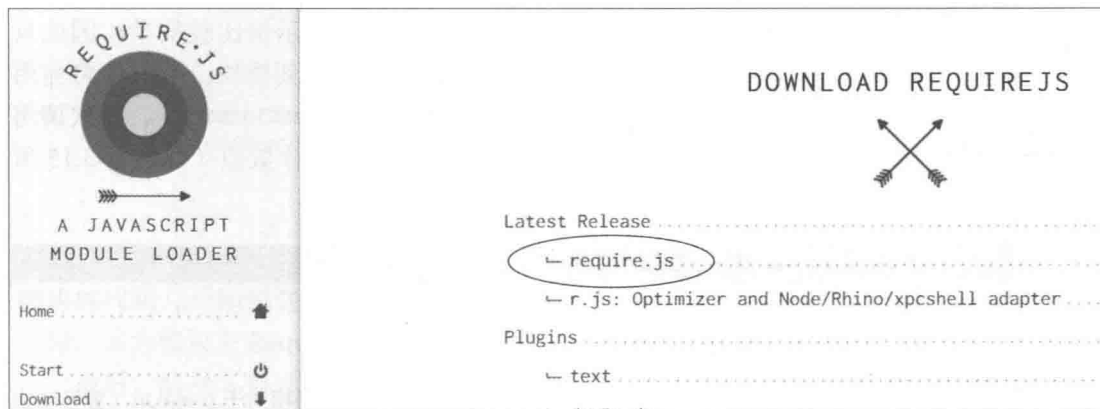 REQUIRE.JS
A JAVASCRIPT
MODULE LOADER
Home
Start
Download
DOWNLOAD REQUIREJS
Latest Release
require.js
r.js: Optimizer and Node/Rhino/xpcshell adapter
Plugins
text